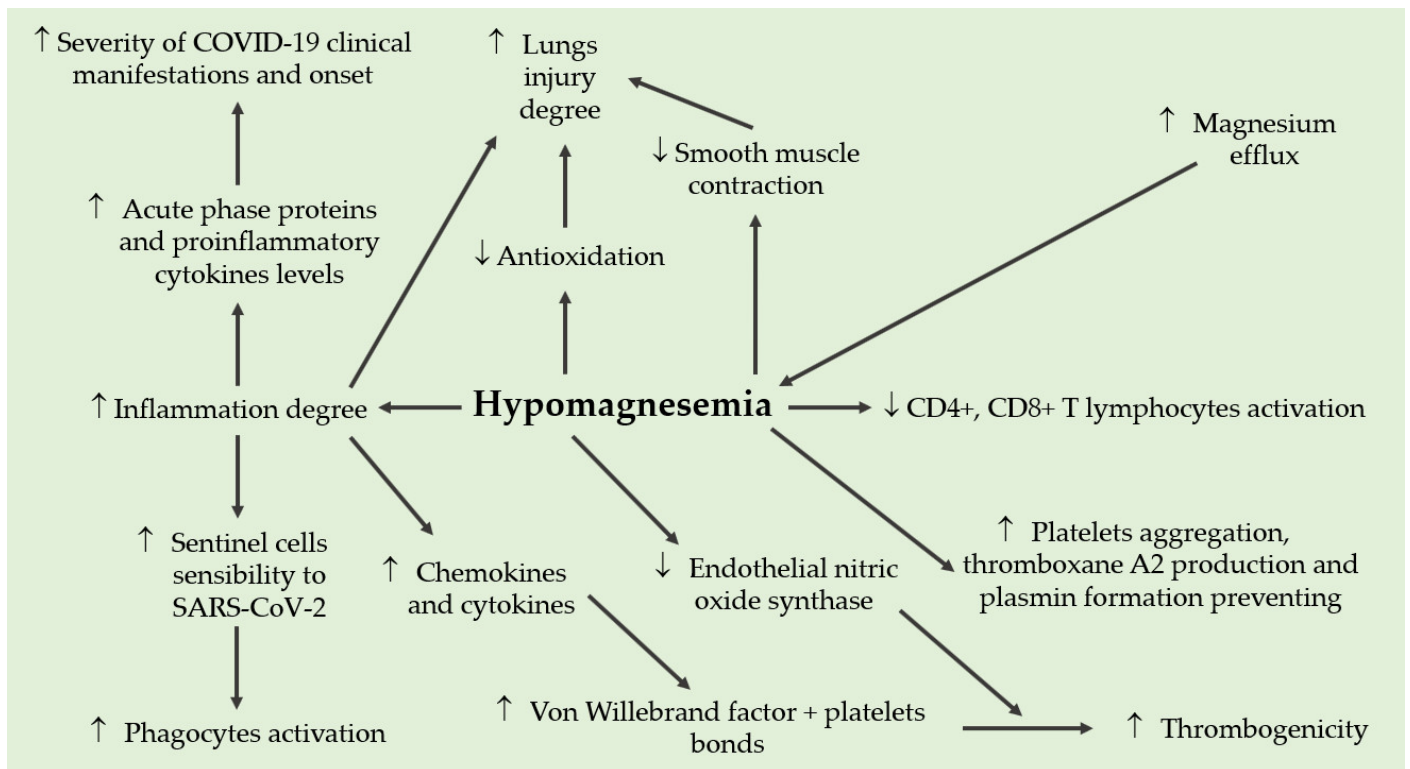 ↑ Severity of COVID-19 clinical
manifestations and onset
↑ Lungs
injury
degree
↑ Magnesium
efflux
↓ Smooth muscle
contraction
↑ Acute phase proteins
and proinflammatory
cytokines levels
↓ Antioxidation
↑ Inflammation degree
Hypomagnesemia
↓ CD4+, CD8+ T lymphocytes activation
↑ Sentinel cells
sensibility to
SARS-CoV-2
↑ Chemokines
and cytokines
↓ Endothelial nitric
oxide synthase
↑ Platelets aggregation,
thromboxane A2 production and
plasmin formation preventing
↑ Phagocytes activation
↑ Von Willebrand factor + platelets
bonds
↑ Thrombogenicity